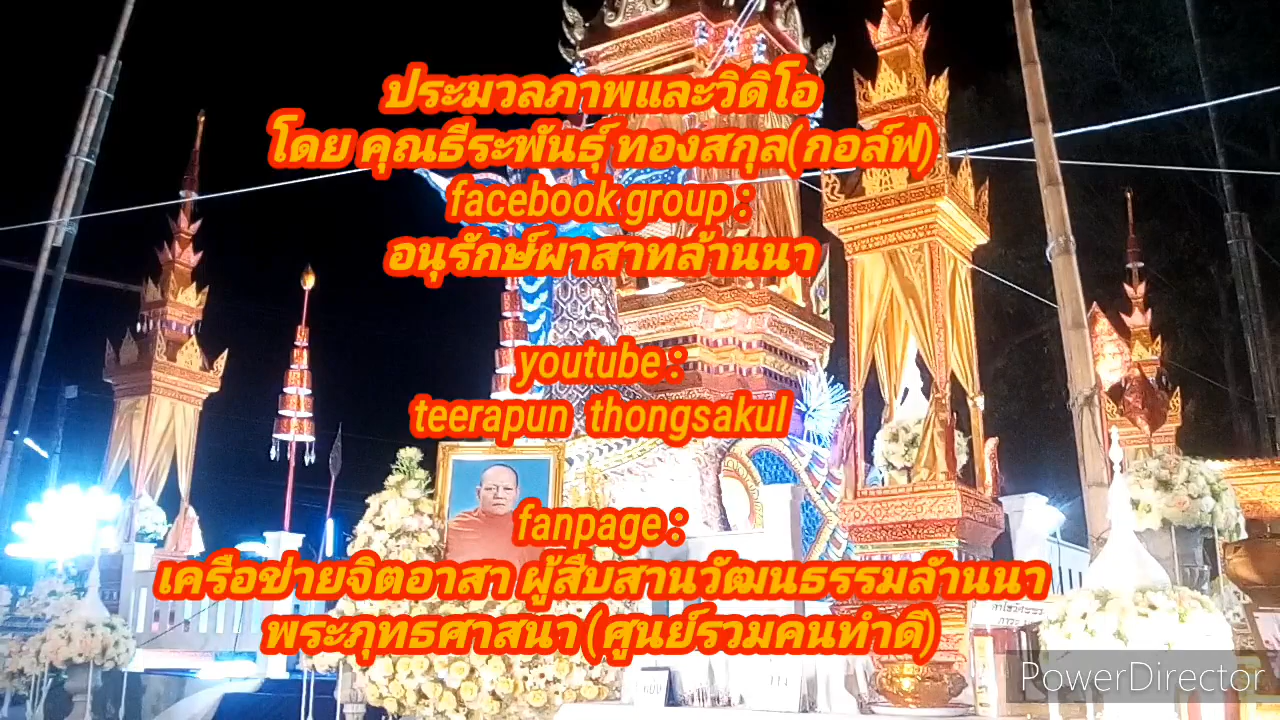 ประมวลภาพและวิดิโอ
โดย คุณธีระพันธุ์ ทองสกุล(กอล์ฟ)
facebook group :
อนุรักษ์ผาสาทล้านนา
youtube :
teerapun thongsakul
fanpage :
เครือข่ายจิตอาสา ผู้สืบสานวัฒนธรรมล้านนา
พระภุทธศาสนา (ศูนย์รวมคนทำดี)
PowerDirector